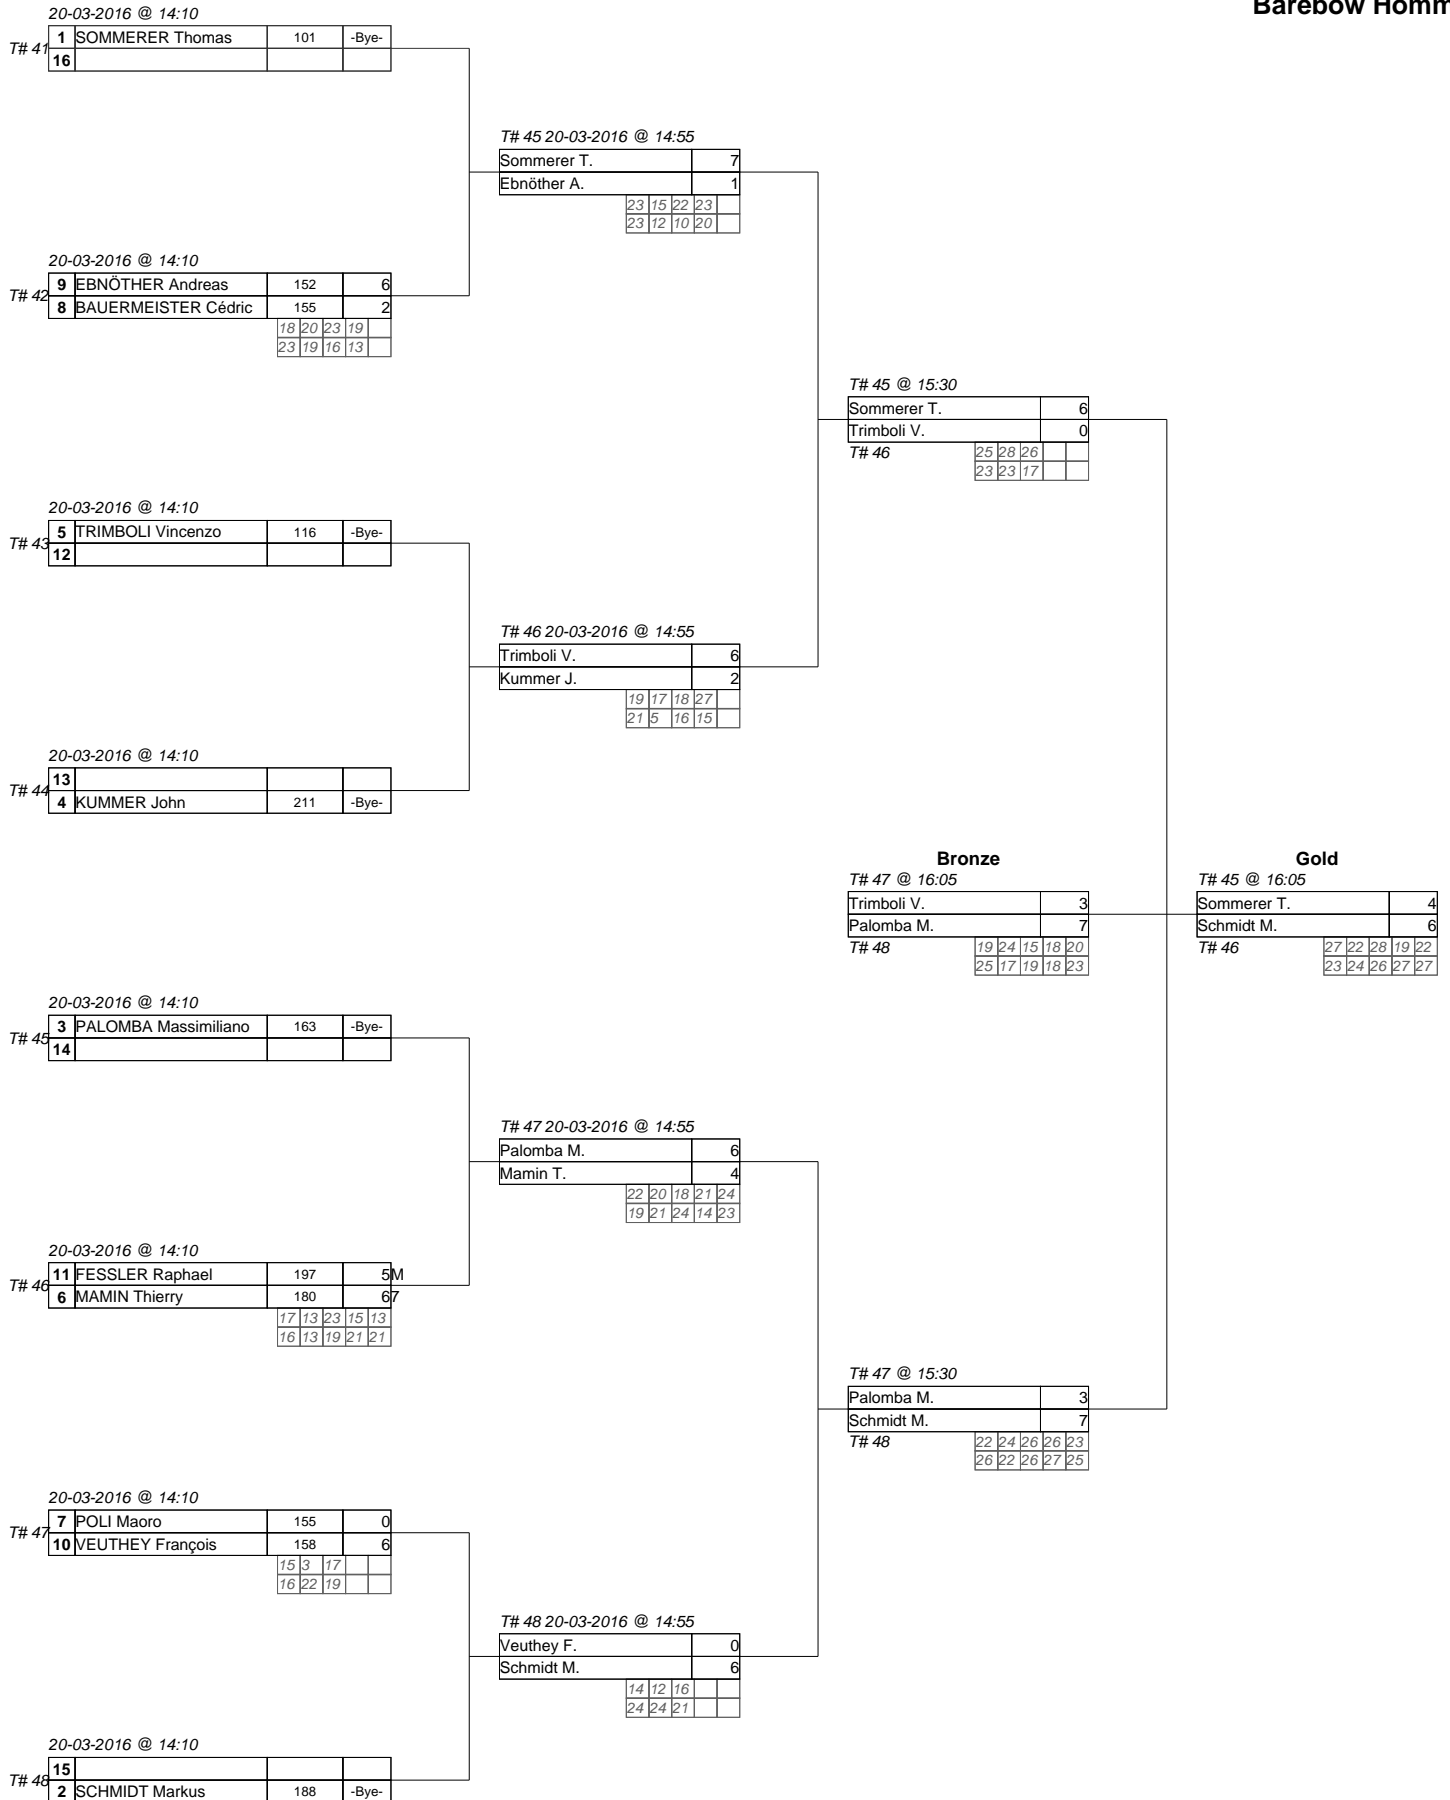 Barebow Homm
20-03-2016 @ 14:10
T# 41
1 SOMMERER Thomas 101 -Bye-
16
T# 45 20-03-2016 @ 14:55
Sommerer T. 7
Ebnöther A. 1
23 15 22 23
23 12 10 20
20-03-2016 @ 14:10
T# 42
9 EBNÖTHER Andreas 152 6
8 BAUERMEISTER Cédric 155 2
18 20 23 19
23 19 16 13
T# 45 @ 15:30
Sommerer T. 6
Trimboli V. 0
T# 46 25 28 26
23 23 17
20-03-2016 @ 14:10
T# 43
5 TRIMBOLI Vincenzo 116 -Bye-
12
T# 46 20-03-2016 @ 14:55
Trimboli V. 6
Kummer J. 2
19 17 18 27
21 5 16 15
20-03-2016 @ 14:10
T# 44
13
4 KUMMER John 211 -Bye-
Bronze
T# 47 @ 16:05
Trimboli V. 3
Palomba M. 7
T# 48 19 24 15 18 20
25 17 19 18 23
Gold
T# 45 @ 16:05
Sommerer T. 4
Schmidt M. 6
T# 46 27 22 28 19 22
23 24 26 27 27
20-03-2016 @ 14:10
T# 45
3 PALOMBA Massimiliano 163 -Bye-
14
T# 47 20-03-2016 @ 14:55
Palomba M. 6
Mamin T. 4
22 20 18 21 24
19 21 24 14 23
20-03-2016 @ 14:10
T# 46
11 FESSLER Raphael 197 5M
6 MAMIN Thierry 180 67
17 13 23 15 13
16 13 19 21 21
T# 47 @ 15:30
Palomba M. 3
Schmidt M. 7
T# 48 22 24 26 26 23
26 22 26 27 25
20-03-2016 @ 14:10
T# 47
7 POLI Maoro 155 0
10 VEUTHEY François 158 6
15 3 17
16 22 19
T# 48 20-03-2016 @ 14:55
Veuthey F. 0
Schmidt M. 6
14 12 16
24 24 21
20-03-2016 @ 14:10
T# 48
15
2 SCHMIDT Markus 188 -Bye-